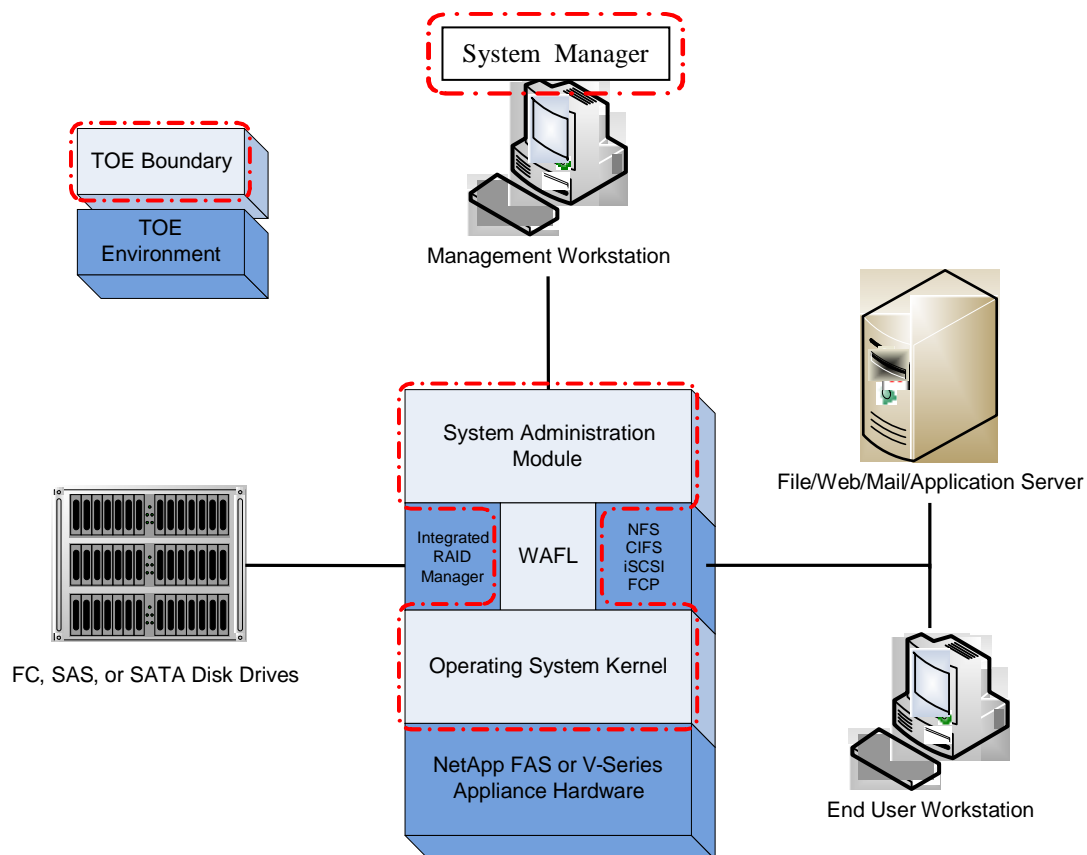 System Manager
TOE Boundary
TOE
Environment
Management Workstation
System Administration
Module
File/Web/Mail/Application Server
Integrated
RAID
Manager
WAFL
NFS
CIFS
iSCSI
FCP
FC, SAS, or SATA Disk Drives
Operating System Kernel
NetApp FAS or V-Series
Appliance Hardware
End User Workstation